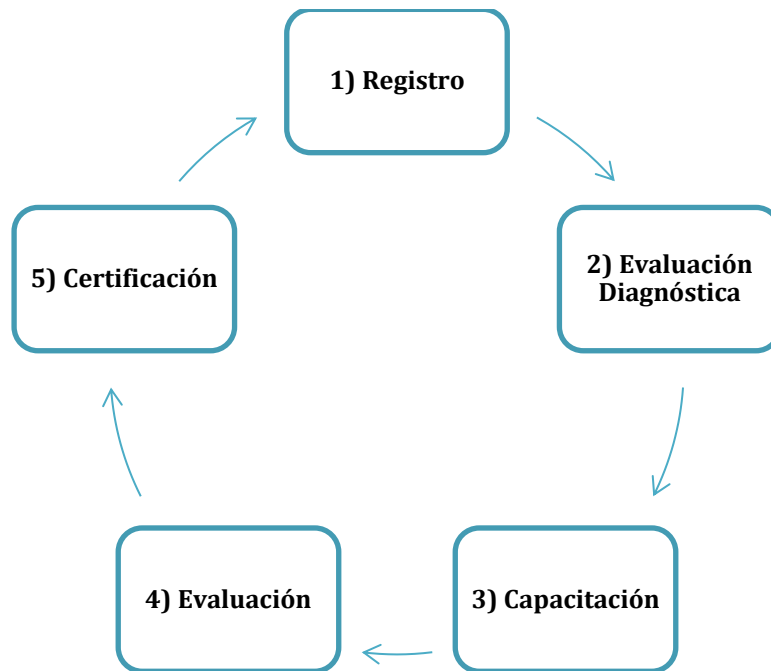 1) Registro
2) Evaluación
Diagnóstica
3) Capacitación
4) Evaluación
5) Certificación